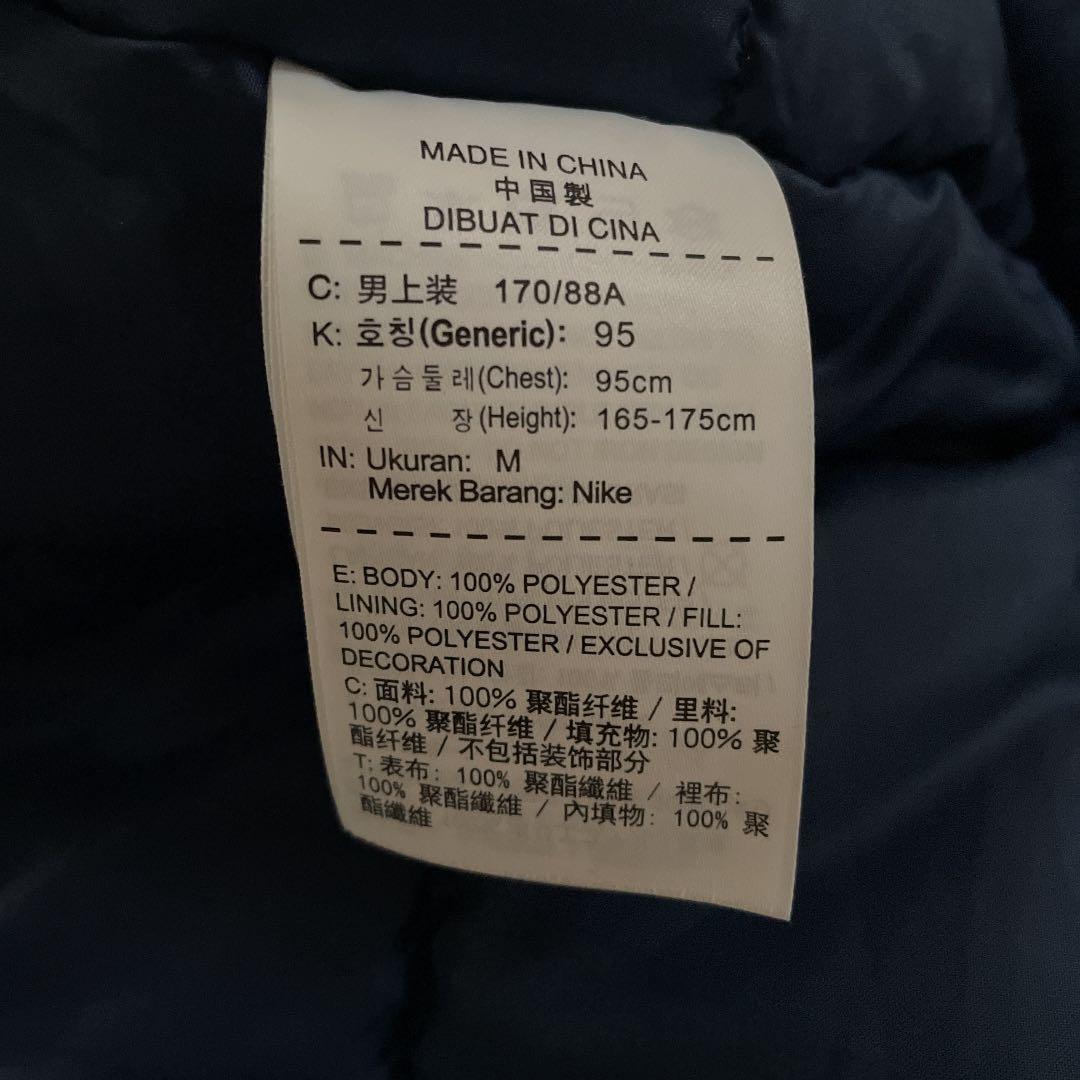 MADE IN CHINA
中国製
DIBUAT DI CINA
C: 男上装 170/88A
K: 호칭(Generic): 95
가슴둘레(Chest): 95cm
신 장(Height): 165-175cm
IN: Ukuran: M
Merek Barang: Nike
E: BODY: 100% POLYESTER /
LINING: 100% POLYESTER / FILL:
100% POLYESTER / EXCLUSIVE OF
DECORATION
C: 面料: 100% 聚酯纤维 / 里料:
100% 聚酯纤维 / 填充物: 100% 聚
酯纤维 / 不包括装饰部分
T: 表布: 100% 聚酯纖維 / 裡布:
100% 聚酯纖維 / 內填物: 100% 聚
酯纖維